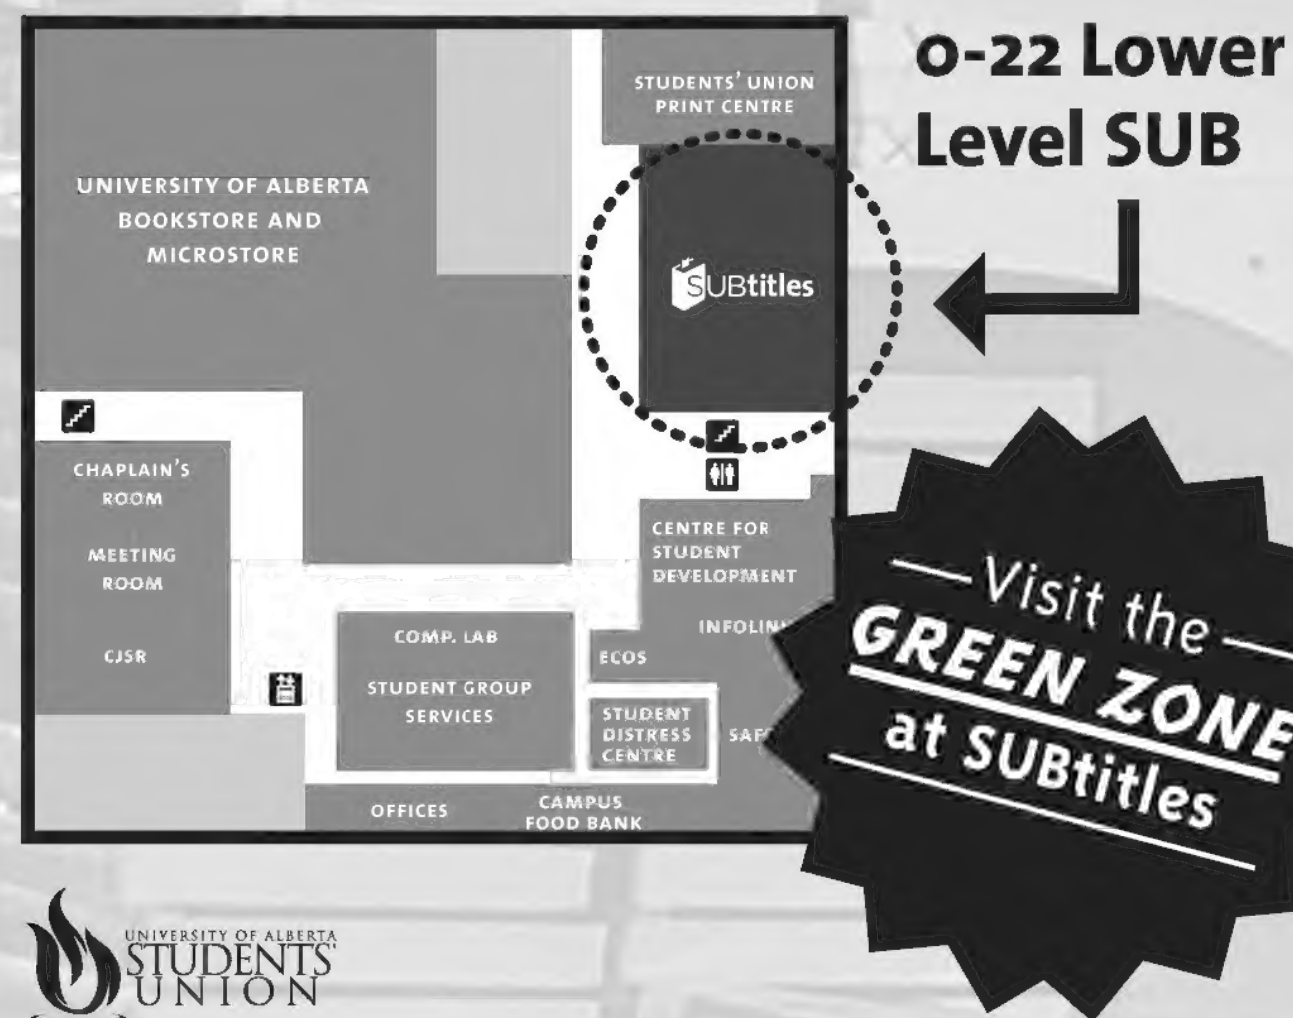 0-22 Lower
Level SUB
STUDENTS' UNION
PRINT CENTRE
UNIVERSITY OF ALBERTA
BOOKSTORE AND
MICROSTORE
SUBtitles
CHAPLAIN'S
ROOM
MEETING
ROOM
CJSR
CENTRE FOR
STUDENT
DEVELOPMENT
COMP. LAB
STUDENT GROUP
SERVICES
ECOS
STUDENT
DISTRESS
CENTRE
OFFICES
CAMPUS
FOOD BANK
Visit the
GREEN ZONE
at SUBtitles
UNIVERSITY OF ALBERTA
STUDENTS'
UNION